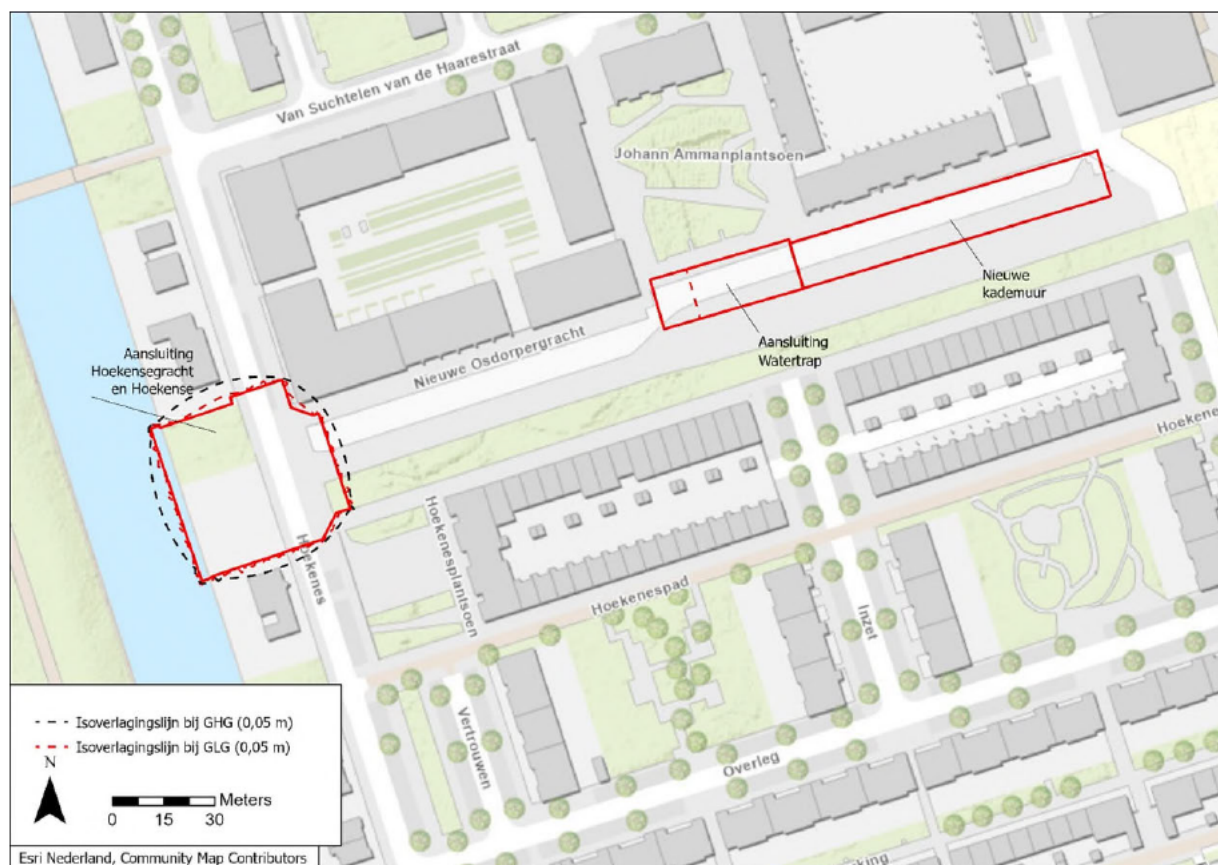 Van Suchtelen van de Haarestraat
Johann Ammanplantsoen
Nieuwe
kademuur
Aansluiting
Watertrap
Nieuwe Osdorpergracht
Aansluiting
Hoekensegracht
en Hoekense
Hoekenes
Hoekenesplantsoen
Hoekenespad
Hoekenes
Inzet
Vertrouwen
Overleg
king
Isoverlagingslijn bij GHG (0,05 m)
Isoverlagingslijn bij GLG (0,05 m)
N
Meters
0 15 30
Esri Nederland, Community Map Contributors